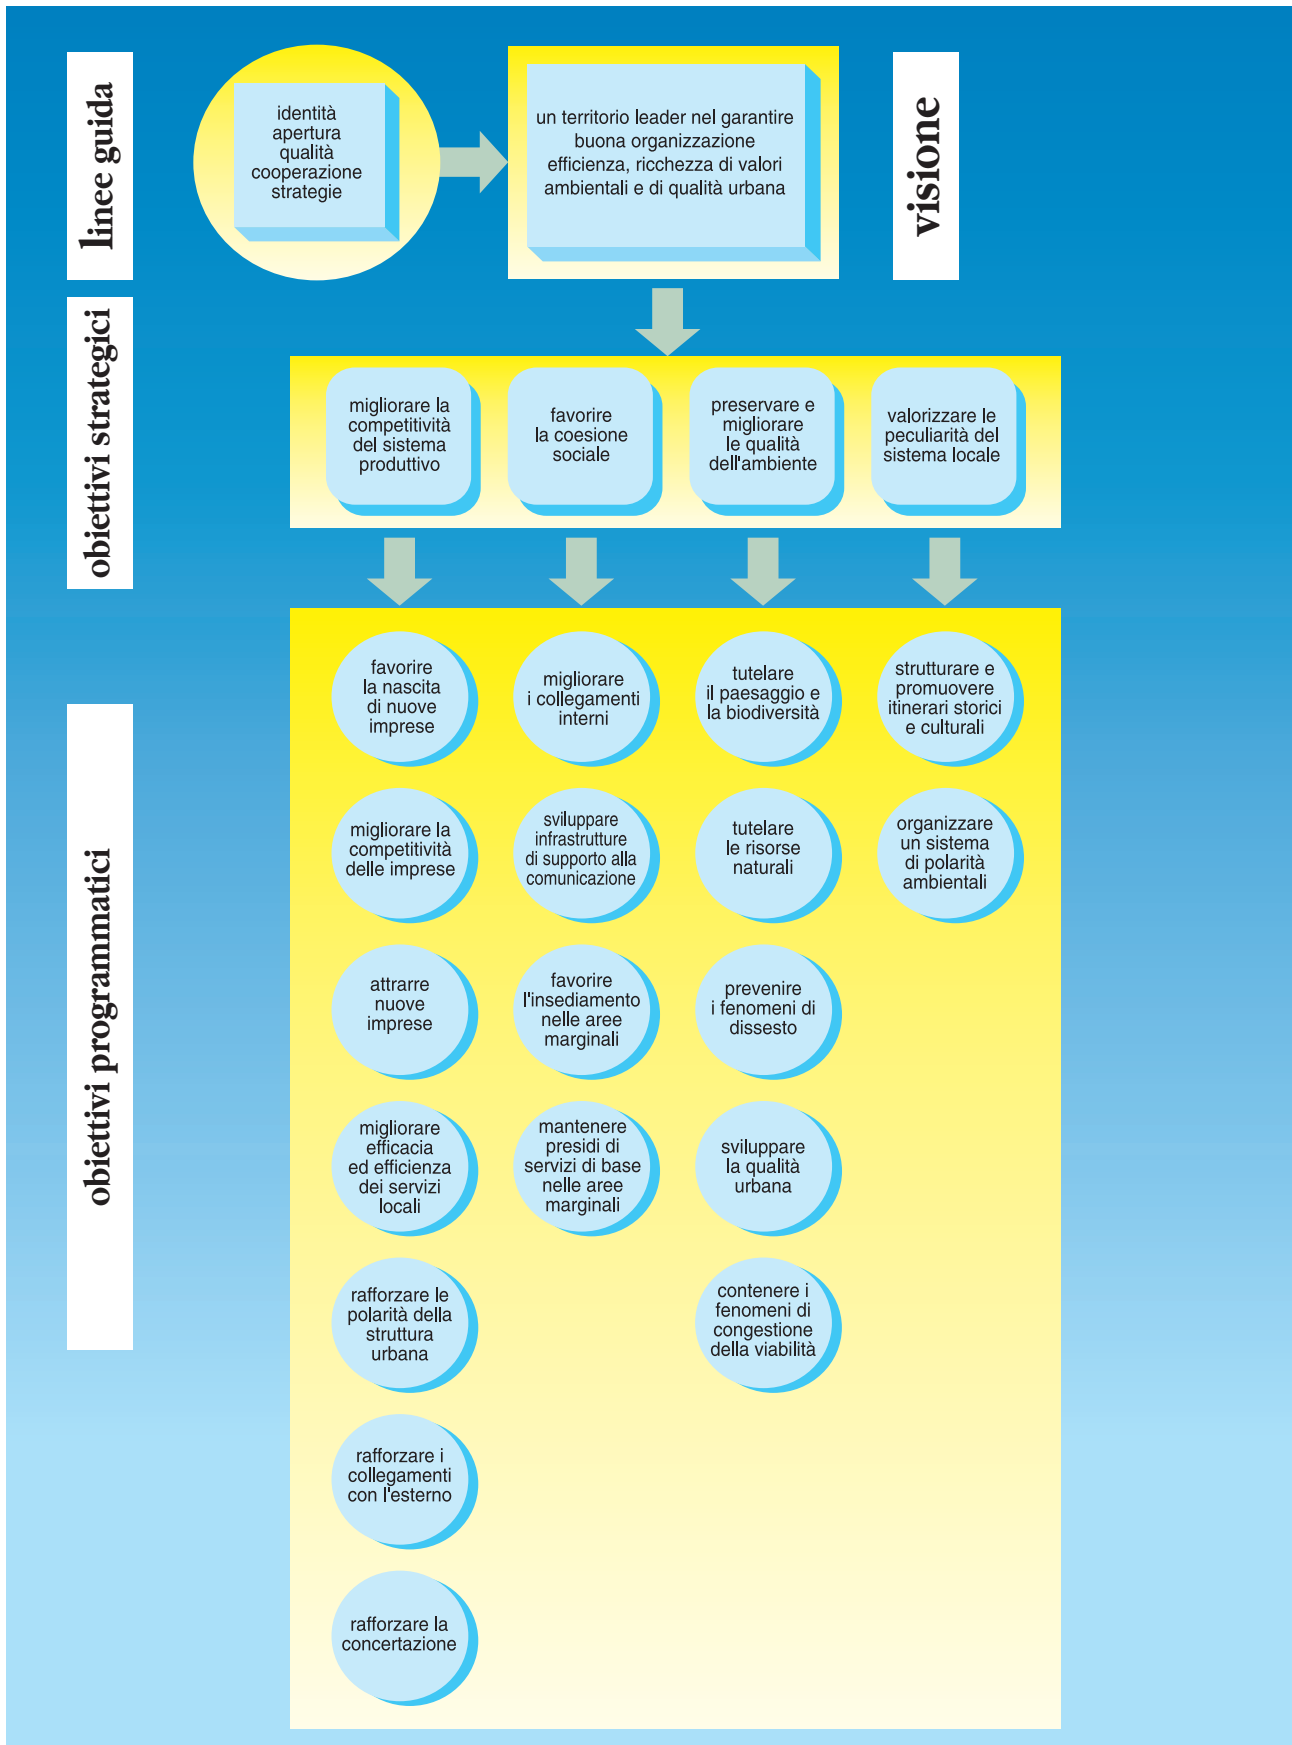 linee guida
identità
apertura
qualità
cooperazione
strategie
un territorio leader nel garantire
buona organizzazione
efficienza, ricchezza di valori
ambientali e di qualità urbana
visione
obiettivi strategici
migliorare la
competitività
del sistema
produttivo
favorire
la coesione
sociale
preservare e
migliorare
le qualità
dell'ambiente
valorizzare le
peculiarità del
sistema locale
obiettivi programmatici
favorire
la nascita
di nuove
imprese
migliorare
i collegamenti
interni
tutelare
il paesaggio e
la biodiversità
strutturare e
promuovere
itinerari storici
e culturali
migliorare la
competitività
delle imprese
sviluppare
infrastrutture
di supporto alla
comunicazione
tutelare
le risorse
naturali
organizzare
un sistema
di polarità
ambientali
attrarre
nuove
imprese
favorire
l'insediamento
nelle aree
marginali
prevenire
i fenomeni di
dissesto
migliorare
efficacia
ed efficienza
dei servizi
locali
mantenere
presidi di
servizi di base
nelle aree
marginali
sviluppare
la qualità
urbana
rafforzare le
polarità della
struttura
urbana
contenere i
fenomeni di
congestione
della viabilità
rafforzare i
collegamenti
con l'esterno
rafforzare la
concertazione